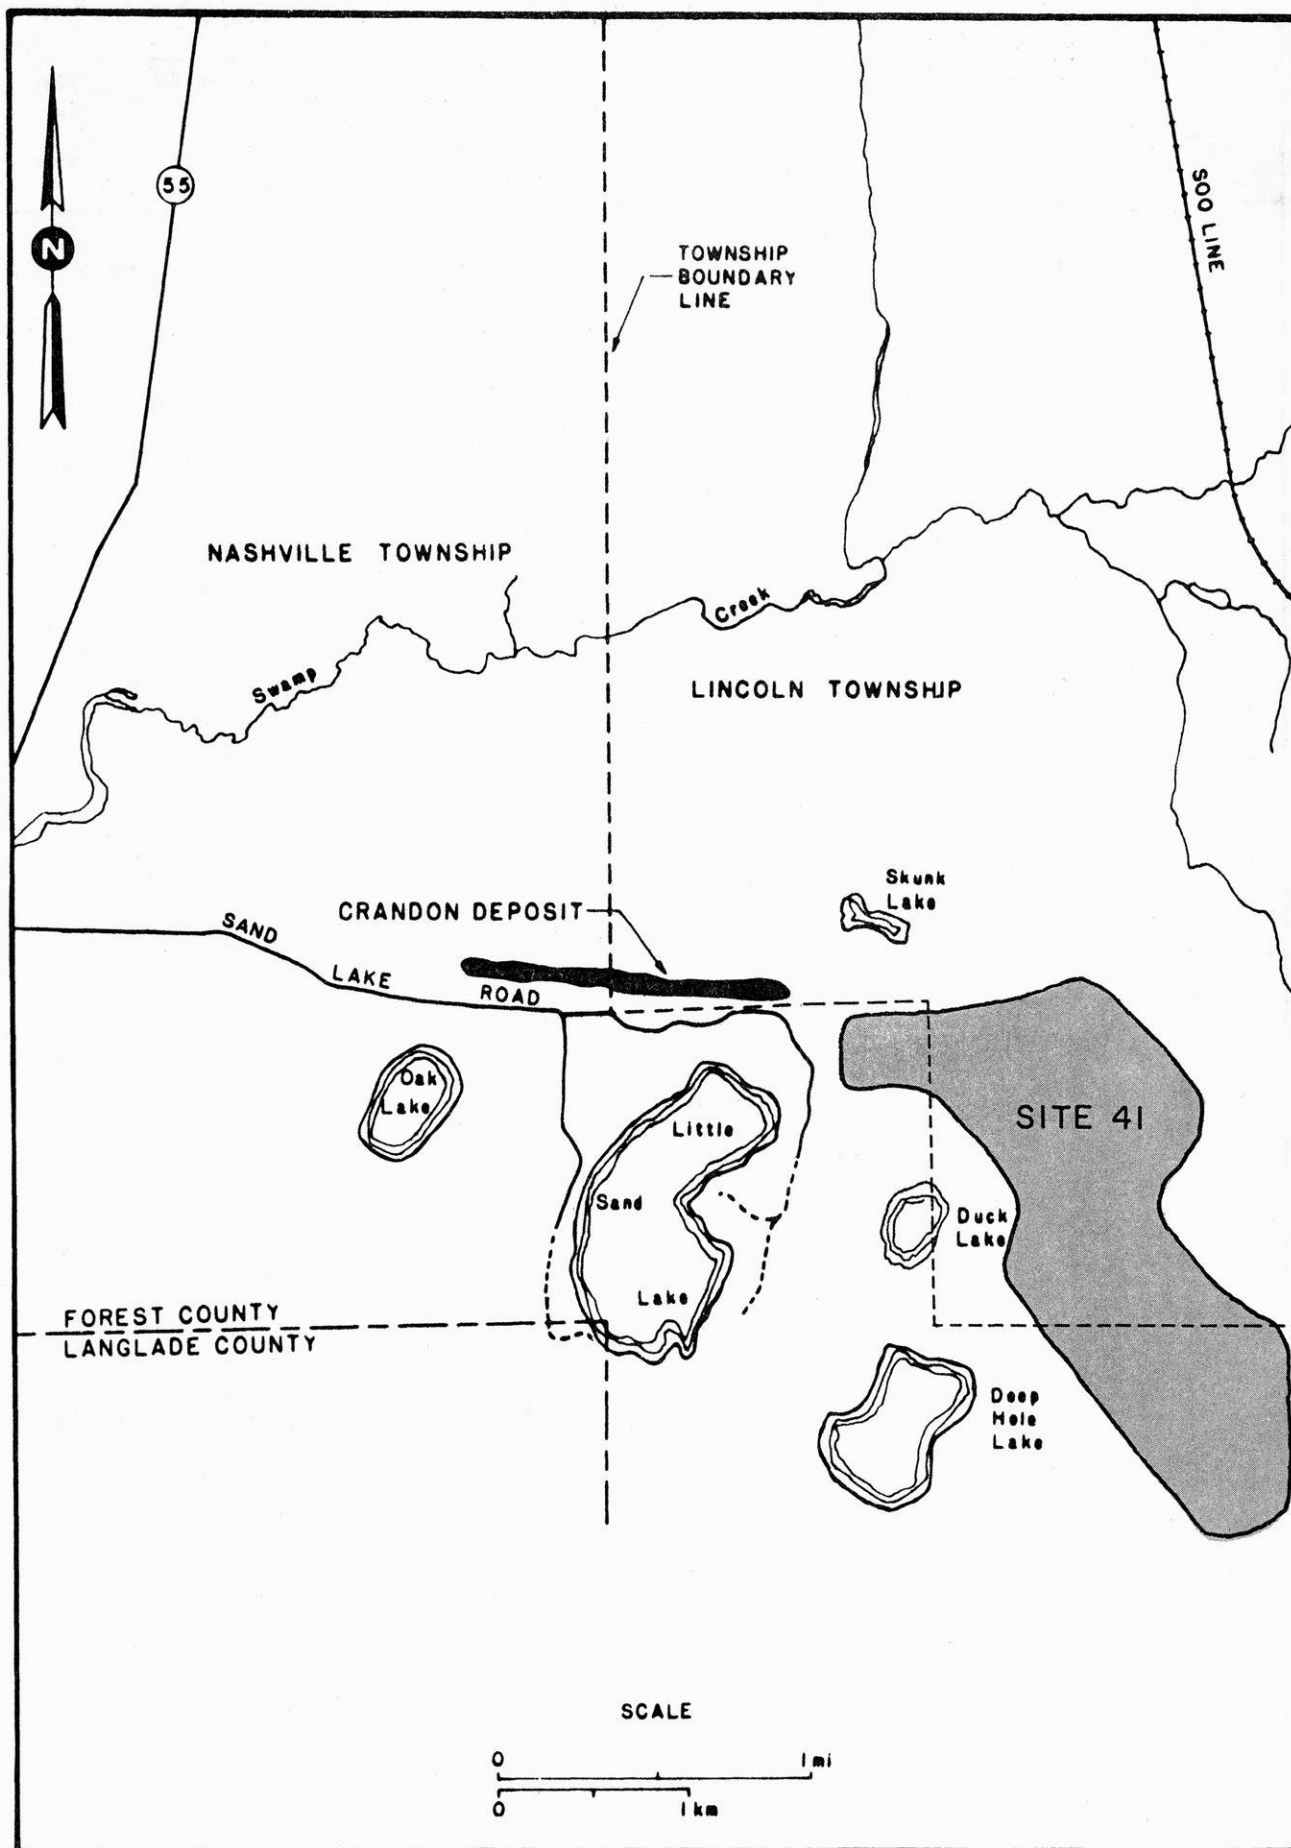 55
N
SOO LINE
TOWNSHIP
BOUNDARY
LINE
NASHVILLE TOWNSHIP
Swamp
Creek
LINCOLN TOWNSHIP
Skunk
Lake
CRANDON DEPOSIT
SAND
LAKE
ROAD
Oak
Lake
Little
Sand
Lake
SITE 41
Duck
Lake
FOREST COUNTY
LANGLADE COUNTY
Deep
Hole
Lake
SCALE
0 1 mi
0 1 km